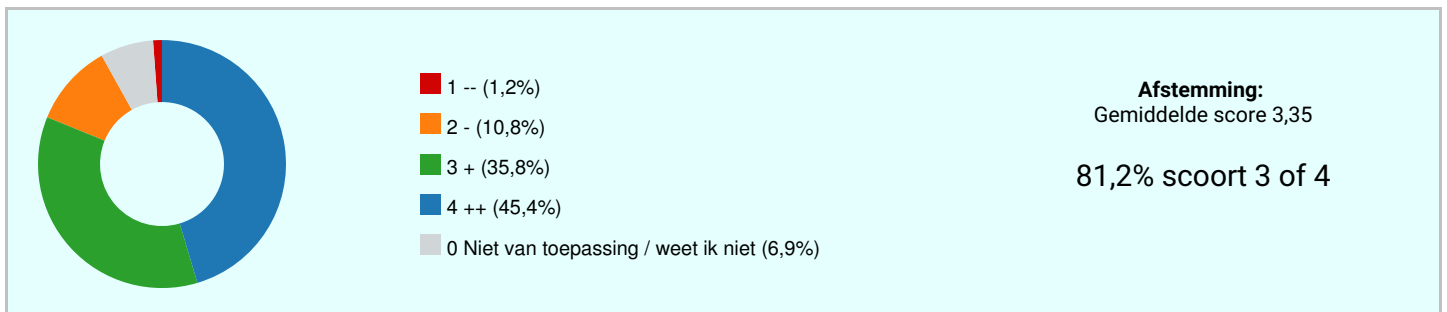 1 -- (1,2%)
2 - (10,8%)
3 + (35,8%)
4 ++ (45,4%)
0 Niet van toepassing / weet ik niet (6,9%)
Afstemming:
Gemiddelde score 3,35
81,2% scoort 3 of 4